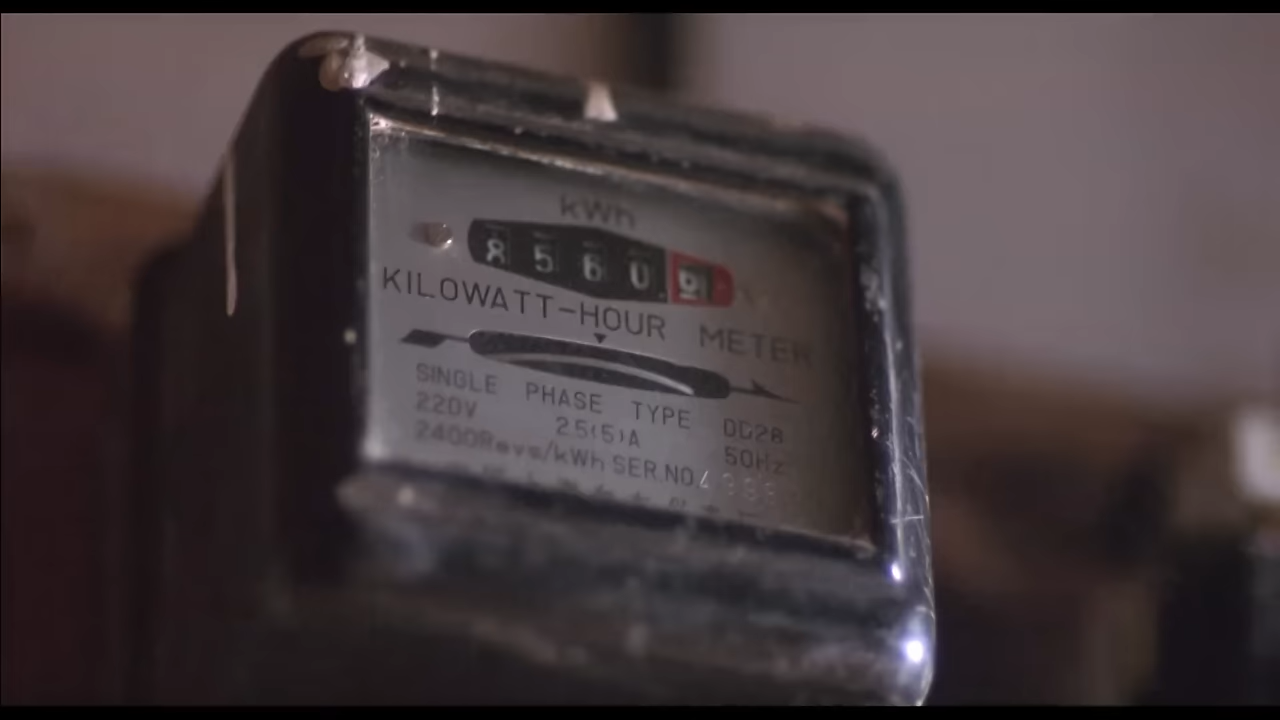 kWh
8560
KILOWATT-HOUR METER
SINGLE PHASE TYPE DD28
220V 2.5(5)A 50Hz
2400Revs/kWh SER.NO.